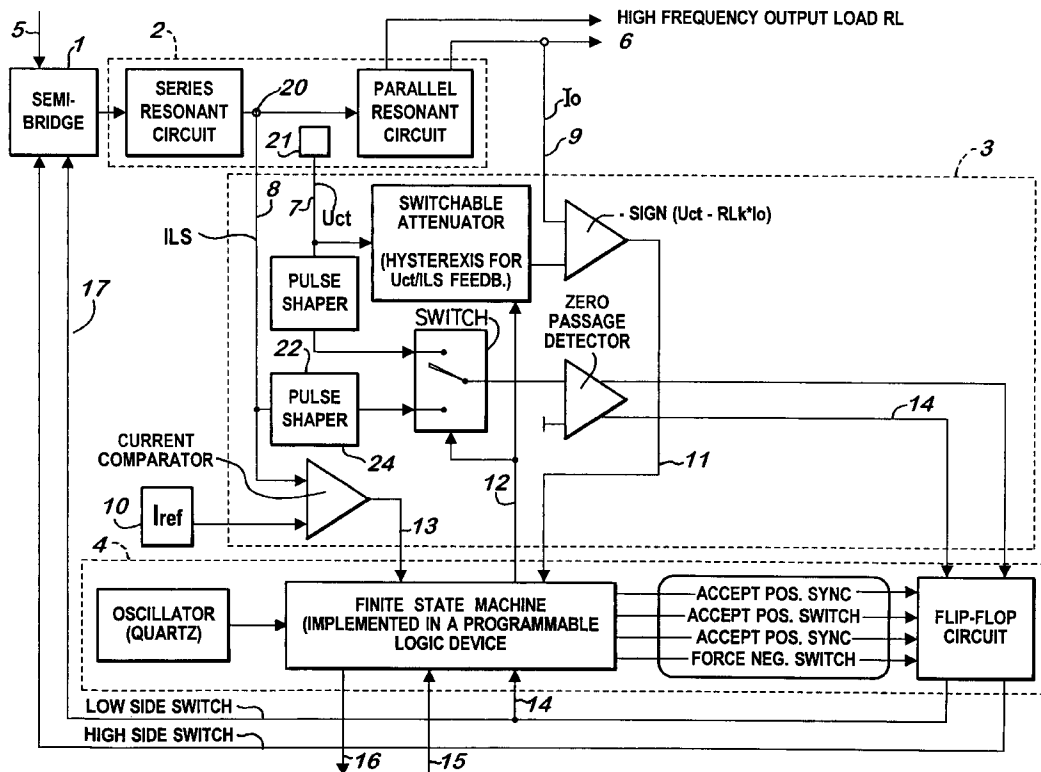 5
1
2
HIGH FREQUENCY OUTPUT LOAD RL
6
SEMI-
BRIDGE
SERIES
RESONANT
CIRCUIT
20
PARALLEL
RESONANT
CIRCUIT
Io
9
3
21
8
7
Uct
ILS
17
SWITCHABLE
ATTENUATOR
(HYSTEREXIS FOR
Uct/ILS FEEDB.)
- SIGN (Uct - RLk*Io)
PULSE
SHAPER
SWITCH
ZERO
PASSAGE
DETECTOR
22
PULSE
SHAPER
24
14
11
12
CURRENT
COMPARATOR
10
Iref
13
4
OSCILLATOR
(QUARTZ)
FINITE STATE MACHINE
(IMPLEMENTED IN A PROGRAMMABLE
LOGIC DEVICE
ACCEPT POS. SYNC
ACCEPT POS. SWITCH
ACCEPT POS. SYNC
FORCE NEG. SWITCH
FLIP-FLOP
CIRCUIT
14
LOW SIDE SWITCH
HIGH SIDE SWITCH
16
15